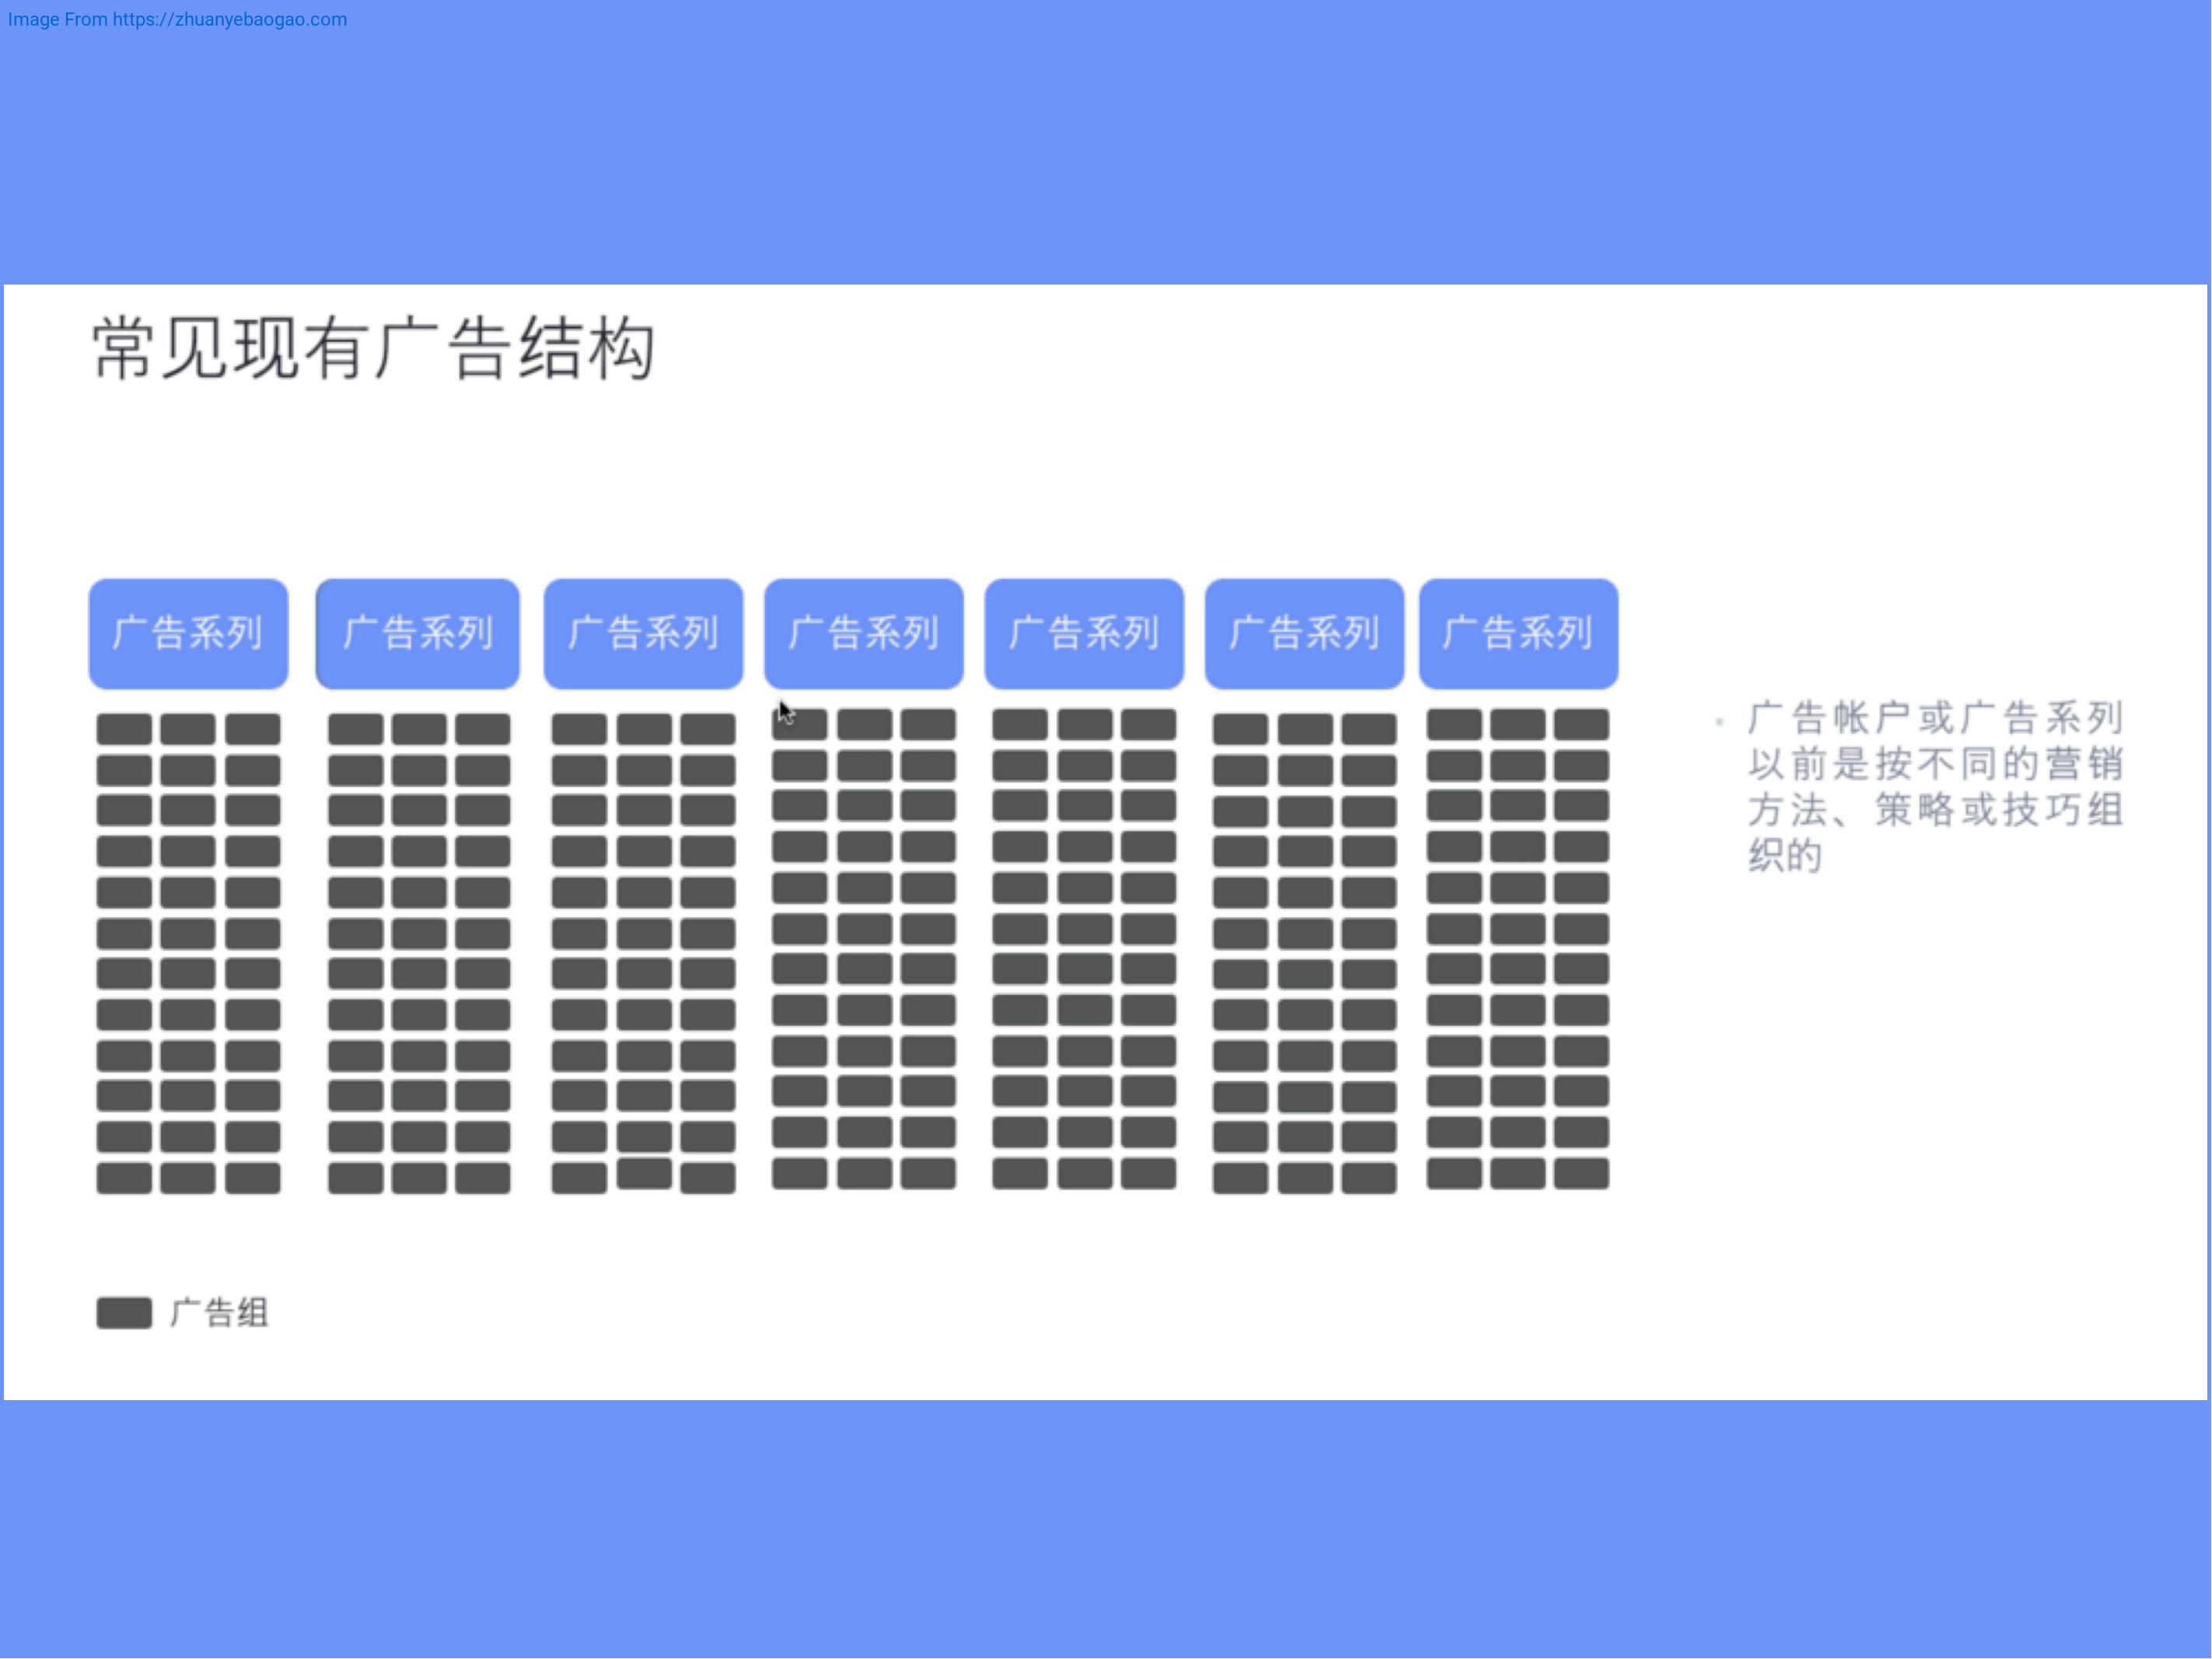 Image From https://zhuanyebaogao.com
常见现有广告结构
广告系列
广告系列
广告系列
广告系列
广告系列
广告系列
广告系列
• 广告帐户或广告系列
以前是按不同的营销
方法、策略或技巧组
织的
广告组